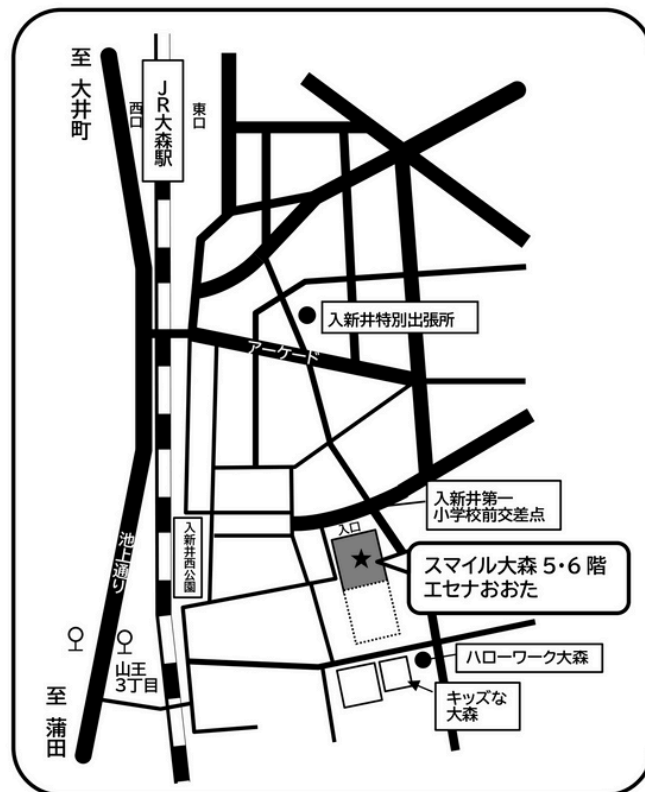 至 大井町
西口
JR大森駅
東口
入新井特別出張所
アーケード
入新井第一
小学校前交差点
入口
入新井西公園
スマイル大森 5・6 階
エセナおおた
池上通り
山王
3丁目
ハローワーク大森
キッズな
大森
至 蒲田